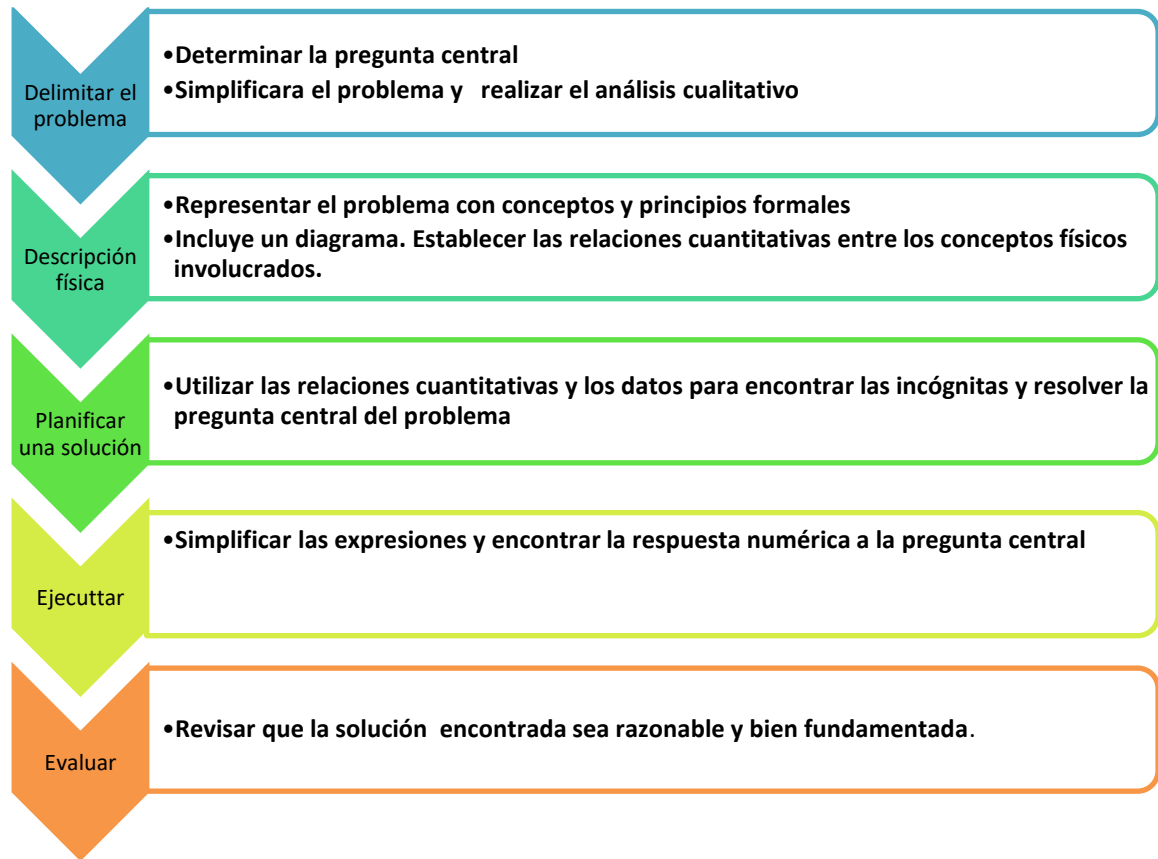 Delimitar el
problema
•Determinar la pregunta central
•Simplificara el problema y realizar el análisis cualitativo
Descripción
física
•Representar el problema con conceptos y principios formales
•Incluye un diagrama. Establecer las relaciones cuantitativas entre los conceptos físicos
involucrados.
Planificar
una solución
•Utilizar las relaciones cuantitativas y los datos para encontrar las incógnitas y resolver la
pregunta central del problema
Ejecuttar
•Simplificar las expresiones y encontrar la respuesta numérica a la pregunta central
Evaluar
•Revisar que la solución encontrada sea razonable y bien fundamentada.